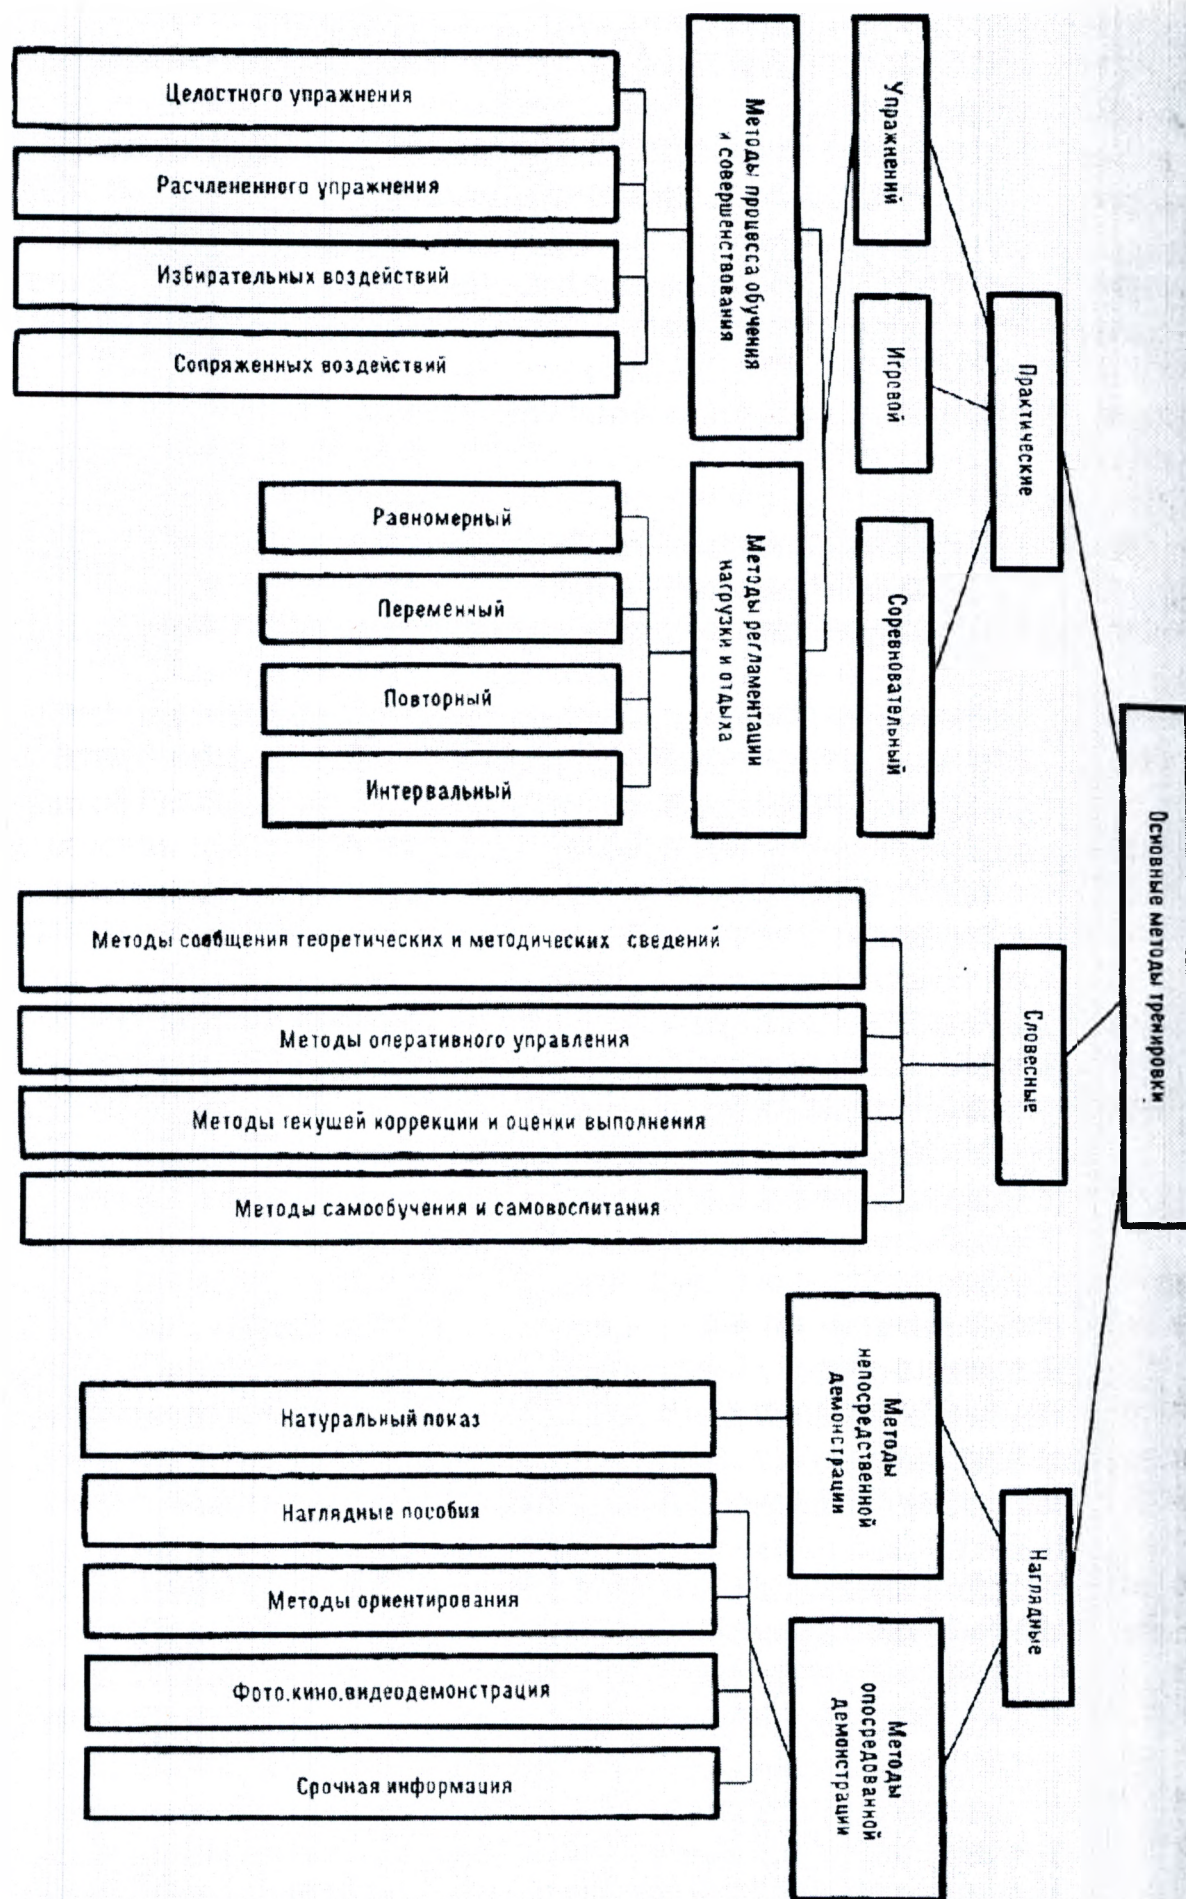 Основные методы тренировки
Практические
Словесные
Наглядные
Упражнений
Игровой
Соревновательный
Методы процесса обучения
и совершенствования
Методы регламентации
нагрузки и отдыха
Целостного упражнения
Расчлененного упражнения
Избирательных воздействий
Сопряженных воздействий
Равномерный
Переменный
Повторный
Интервальный
Методы сообщения теоретических и методических сведений
Методы оперативного управления
Методы текущей коррекции и оценки выполнения
Методы самообучения и самовоспитания
Методы
непосредственной
демонстрации
Методы
опосредованной
демонстрации
Натуральный показ
Наглядные пособия
Методы ориентирования
Фото.кино.видеодемонстрация
Срочная информация